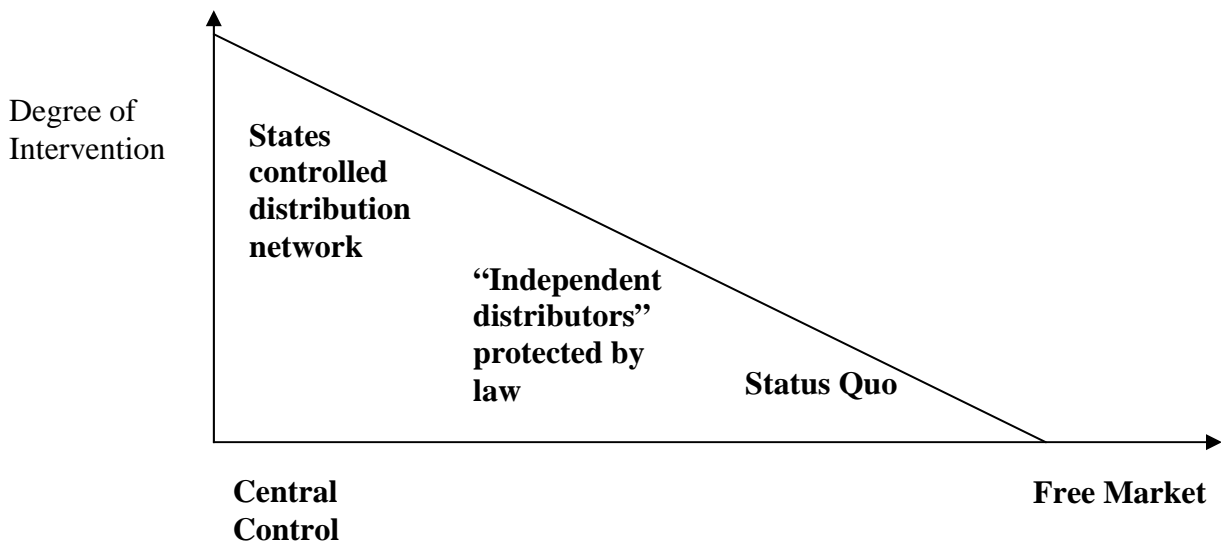 Degree of
Intervention
States
controlled
distribution
network
“Independent
distributors”
protected by
law
Status Quo
Central
Control
Free Market